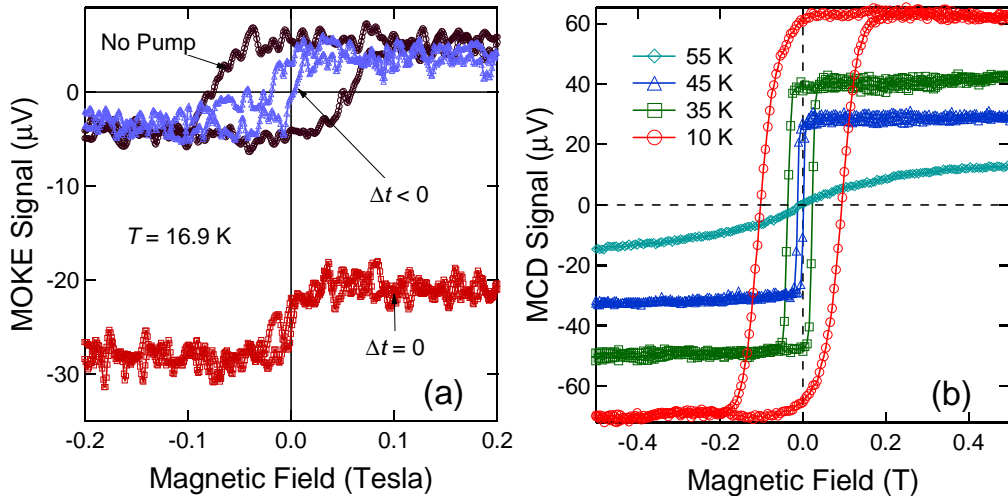 No Pump
Δt < 0
T = 16.9 K
Δt = 0
(a)
0
-10
-20
-30
-0.2
-0.1
0.0
0.1
0.2
MOKE Signal (μV)
Magnetic Field (Tesla)
55 K
45 K
35 K
10 K
(b)
60
40
20
0
-20
-40
-60
-0.4
-0.2
0.0
0.2
0.4
MCD Signal (μV)
Magnetic Field (T)